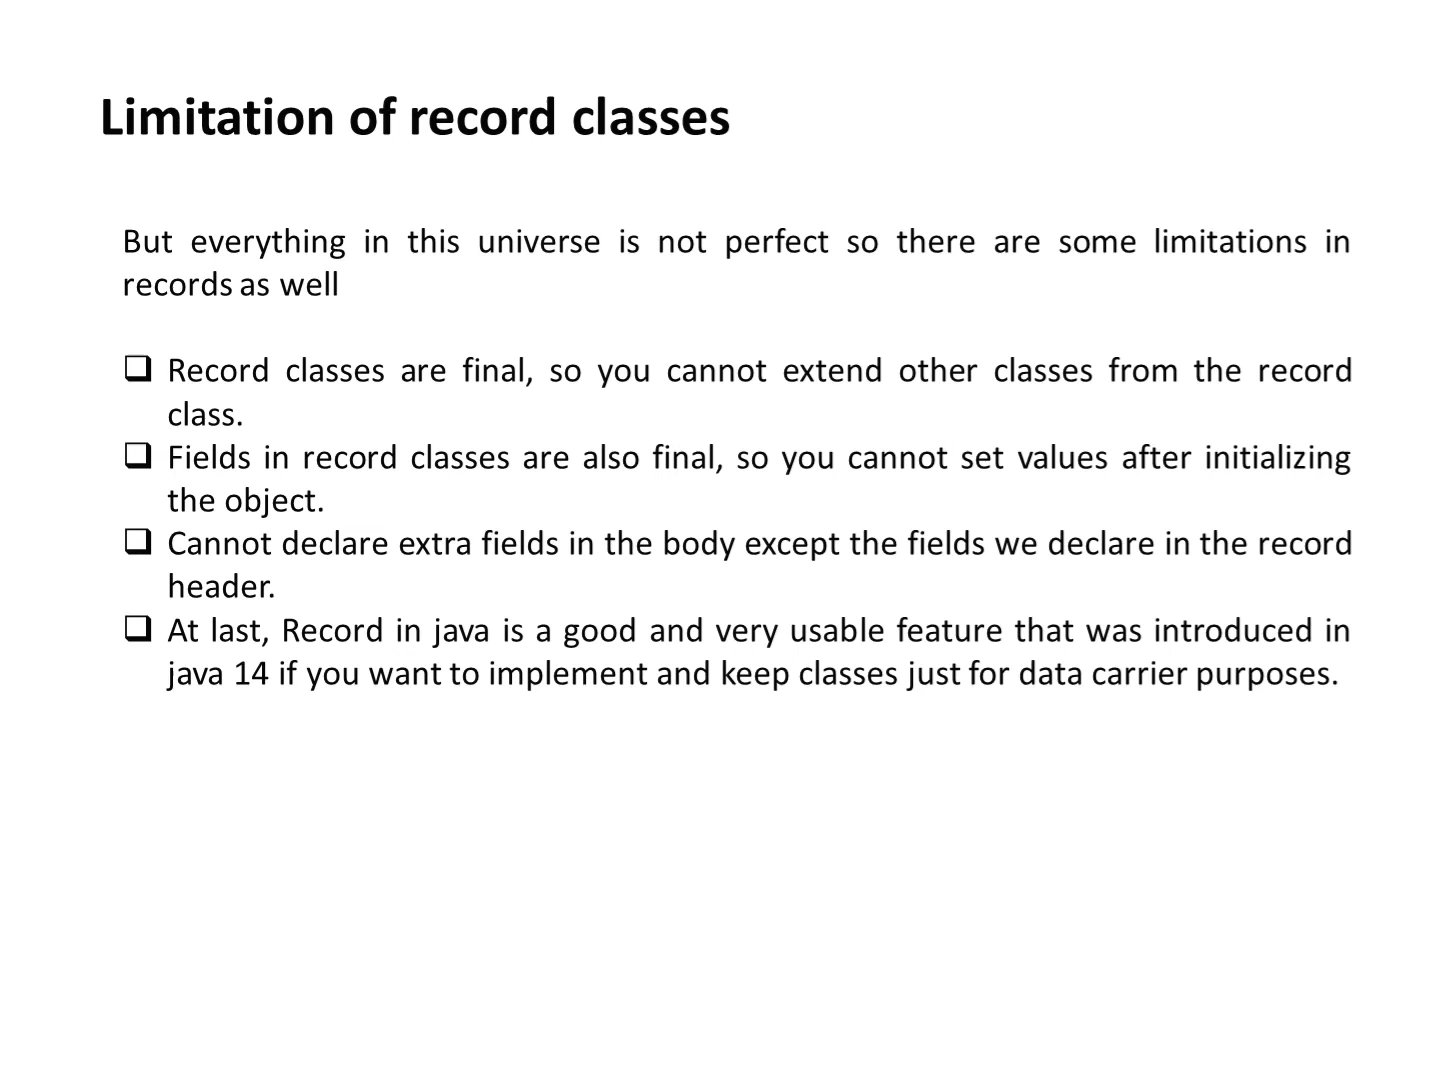 Limitation of record classes
But everything in this universe is not perfect so there are some limitations in
records as well
❑ Record classes are final, so you cannot extend other classes from the record
class.
❑ Fields in record classes are also final, so you cannot set values after initializing
the object.
❑ Cannot declare extra fields in the body except the fields we declare in the record
header.
❑ At last, Record in java is a good and very usable feature that was introduced in
java 14 if you want to implement and keep classes just for data carrier purposes.